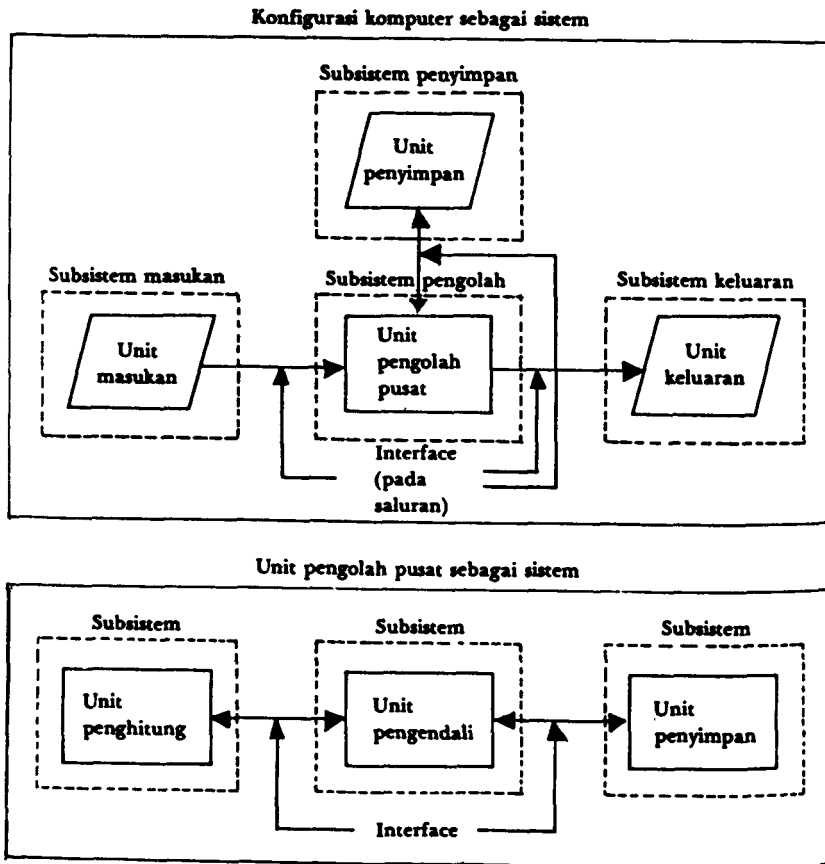 Konfigurasi komputer sebagai sistem
Subsistem penyimpan
Unit
penyimpan
Subsistem masukan
Subsistem pengolah
Subsistem keluaran
Unit
masukan
Unit
pengolah
pusat
Unit
keluaran
Interface
(pada
saluran)
Unit pengolah pusat sebagai sistem
Subsistem
Subsistem
Subsistem
Unit
penghitung
Unit
pengendali
Unit
penyimpan
Interface